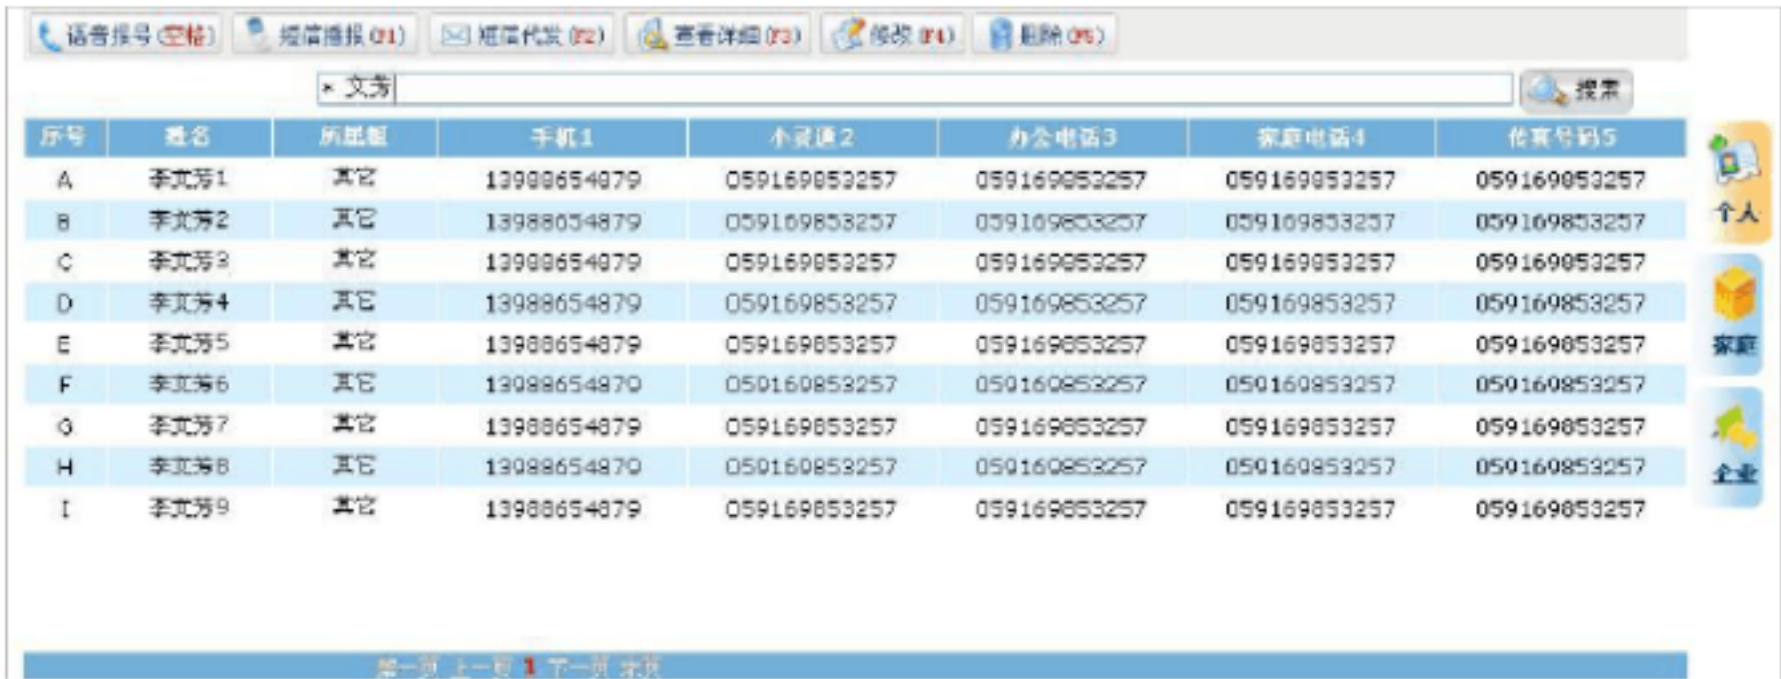 语音报号(空格) 短信播报(F1) 短信代发(F2) 查看详细(F3) 修改(F4) 删除(F5)
* 文芳 搜索
序号 姓名 所属组 手机1 小灵通2 办公电话3 家庭电话4 传真号码5
A 李文芳1 其它 13988654879 059169853257 059169853257 059169853257 059169853257
B 李文芳2 其它 13988654879 059169853257 059169853257 059169853257 059169853257
C 李文芳3 其它 13988654879 059169853257 059169853257 059169853257 059169853257
D 李文芳4 其它 13988654879 059169853257 059169853257 059169853257 059169853257
E 李文芳5 其它 13988654879 059169853257 059169853257 059169853257 059169853257
F 李文芳6 其它 13988654879 059169853257 059169853257 059169853257 059169853257
G 李文芳7 其它 13988654879 059169853257 059169853257 059169853257 059169853257
H 李文芳8 其它 13988654879 059169853257 059169853257 059169853257 059169853257
I 李文芳9 其它 13988654879 059169853257 059169853257 059169853257 059169853257
个人
家庭
企业
第一页 上一页 1 下一页 末页